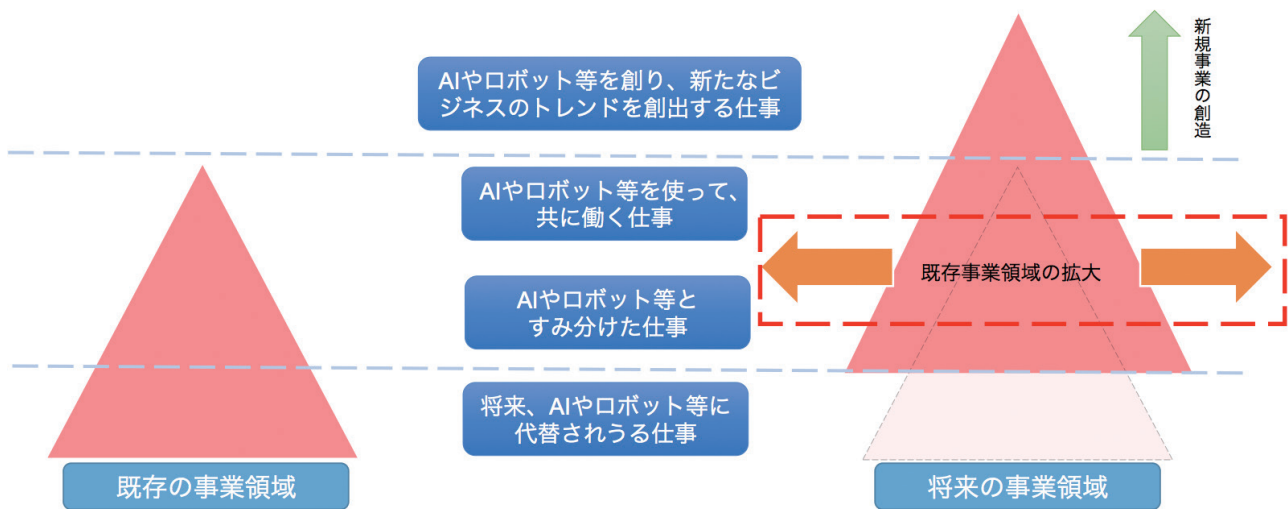 AIやロボット等を創り、新たなビ
ジネスのトレンドを創出する仕事
新規事業の創造
AIやロボット等を使って、
共に働く仕事
既存事業領域の拡大
AIやロボット等と
すみ分けた仕事
将来、AIやロボット等に
代替されうる仕事
既存の事業領域
将来の事業領域